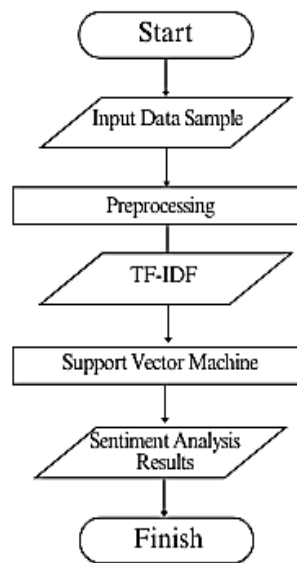 Start
Input Data Sample
Preprocessing
TF-IDF
Support Vector Machine
Sentiment Analysis
Results
Finish